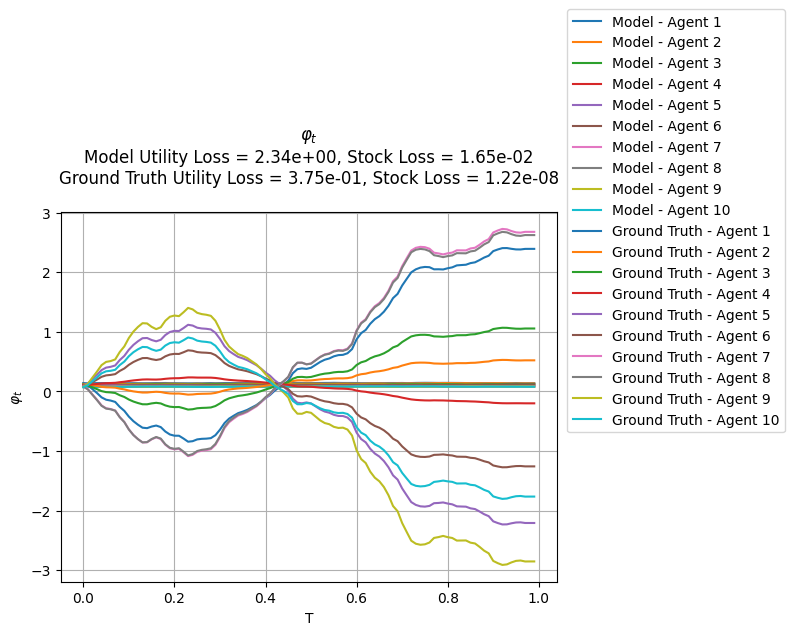 φₜ
Model Utility Loss = 2.34e+00, Stock Loss = 1.65e-02
Ground Truth Utility Loss = 3.75e-01, Stock Loss = 1.22e-08
3
2
1
0
−1
−2
−3
φₜ
0.0 0.2 0.4 0.6 0.8 1.0
T
Model - Agent 1
Model - Agent 2
Model - Agent 3
Model - Agent 4
Model - Agent 5
Model - Agent 6
Model - Agent 7
Model - Agent 8
Model - Agent 9
Model - Agent 10
Ground Truth - Agent 1
Ground Truth - Agent 2
Ground Truth - Agent 3
Ground Truth - Agent 4
Ground Truth - Agent 5
Ground Truth - Agent 6
Ground Truth - Agent 7
Ground Truth - Agent 8
Ground Truth - Agent 9
Ground Truth - Agent 10